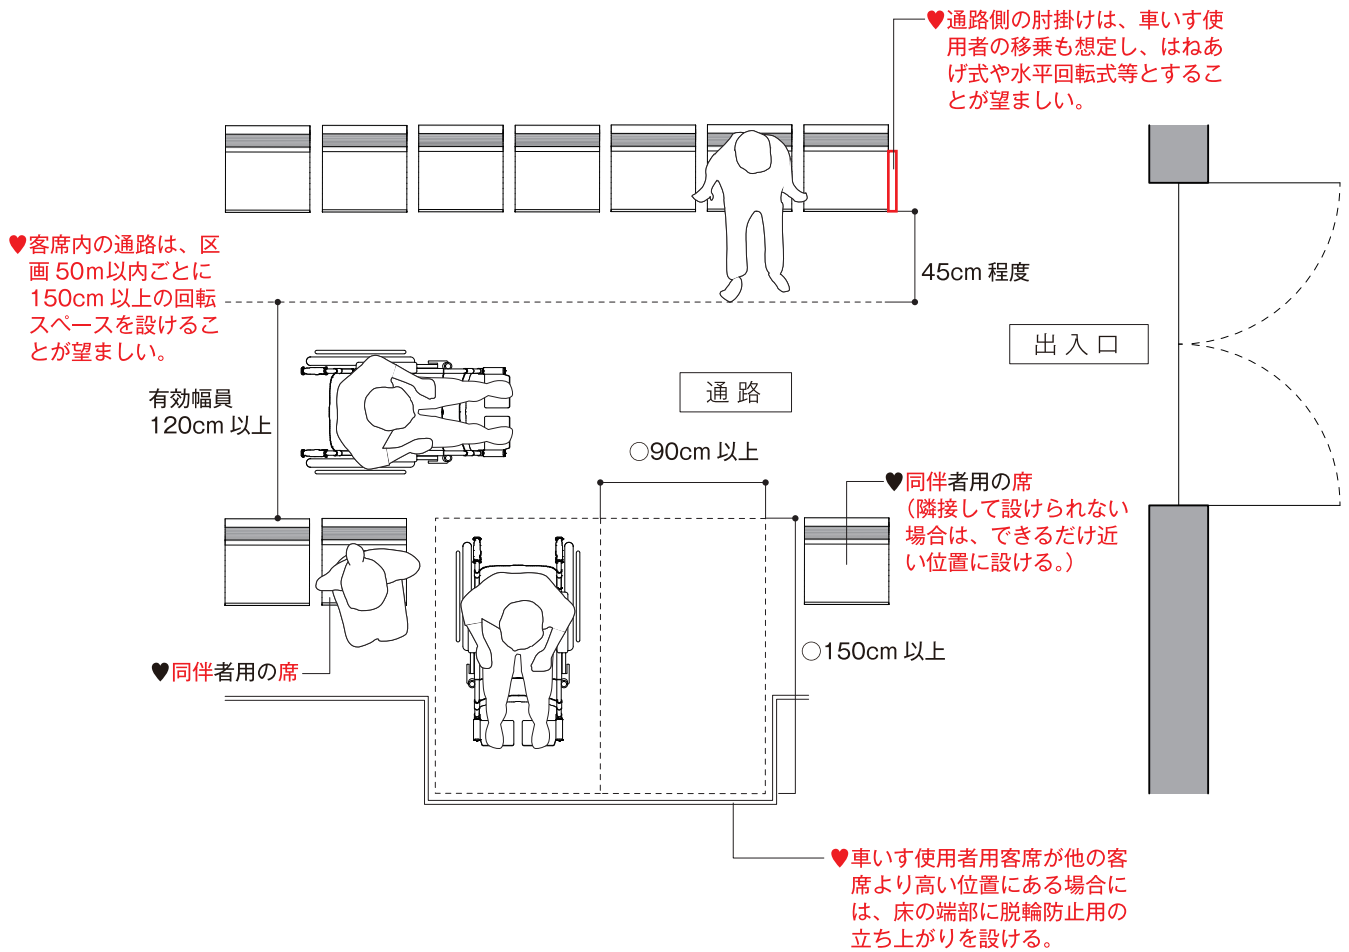 ♥通路側の肘掛けは、車いす使
用者の移乗も想定し、はねあ
げ式や水平回転式等とするこ
とが望ましい。
♥客席内の通路は、区
画 50m以内ごとに
150cm 以上の回転
スペースを設けるこ
とが望ましい。
45cm 程度
出入口
通路
有効幅員
120cm 以上
○90cm 以上
♥同伴者用の席
（隣接して設けられない
場合は、できるだけ近
い位置に設ける。）
○150cm 以上
♥同伴者用の席
♥車いす使用者用客席が他の客
席より高い位置にある場合に
は、床の端部に脱輪防止用の
立ち上がりを設ける。